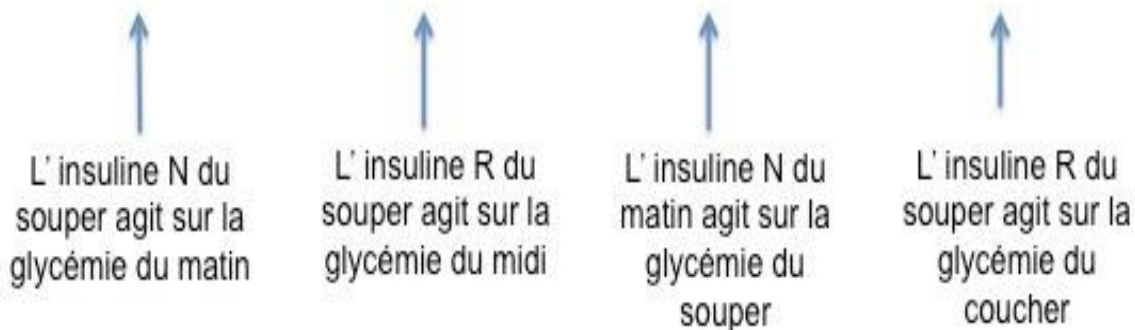 L' insuline N du
souper agit sur la
glycémie du matin
L' insuline R du
souper agit sur la
glycémie du midi
L' insuline N du
matin agit sur la
glycémie du
souper
L' insuline R du
souper agit sur la
glycémie du
coucher